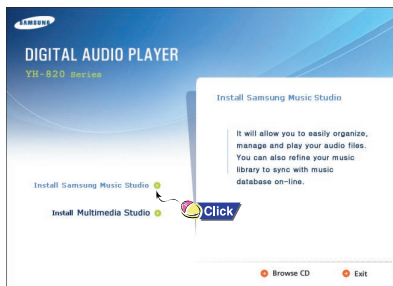 SAMSUNG
DIGITAL AUDIO PLAYER
YH-820 Series
Install Samsung Music Studio
It will allow you to easily organize,
manage and play your audio files.
You can also refine your music
library to sync with music
database on-line.
Install Samsung Music Studio
Click
Install Multimedia Studio
Browse CD
Exit